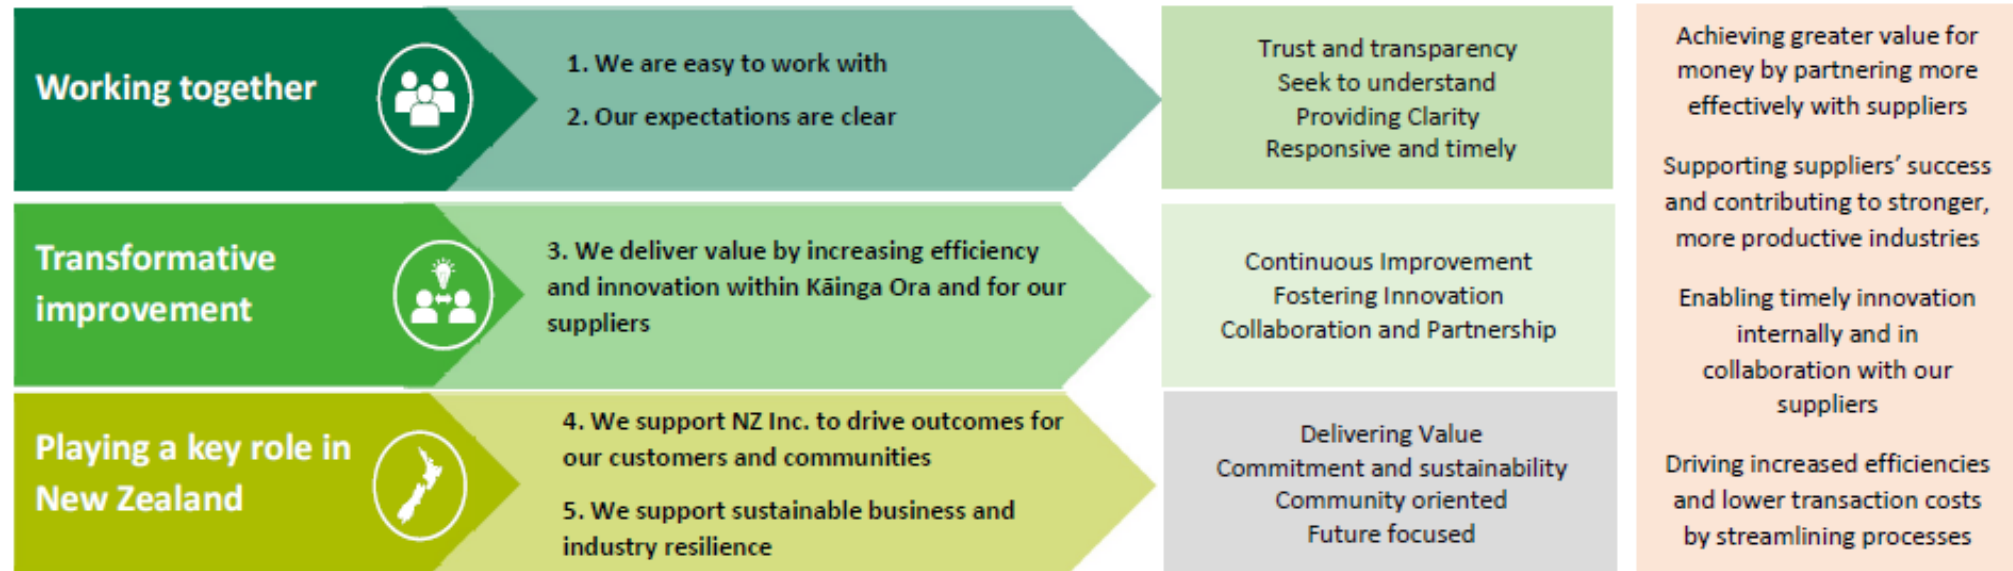 Working together
1. We are easy to work with
2. Our expectations are clear
Trust and transparency
Seek to understand
Providing Clarity
Responsive and timely
Transformative
improvement
3. We deliver value by increasing efficiency
and innovation within Kāinga Ora and for our
suppliers
Continuous Improvement
Fostering Innovation
Collaboration and Partnership
Playing a key role in
New Zealand
4. We support NZ Inc. to drive outcomes for
our customers and communities
5. We support sustainable business and
industry resilience
Delivering Value
Commitment and sustainability
Community oriented
Future focused
Achieving greater value for
money by partnering more
effectively with suppliers
Supporting suppliers’ success
and contributing to stronger,
more productive industries
Enabling timely innovation
internally and in
collaboration with our
suppliers
Driving increased efficiencies
and lower transaction costs
by streamlining processes